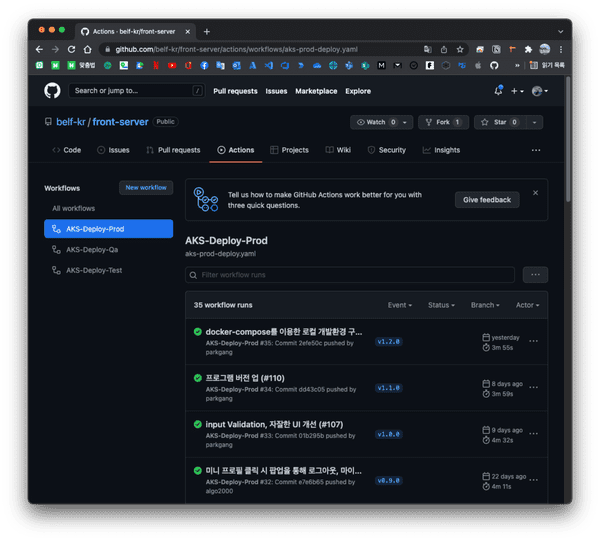 Actions · belf-kr/front-server
github.com/belf-kr/front-server/actions/workflows/aks-prod-deploy.yaml
맞춤법
읽기 목록
Search or jump to...
/
Pull requests
Issues
Marketplace
Explore
belf-kr / front-server
Public
Watch 0
Fork 1
Star 0
Code
Issues
Pull requests
Actions
Projects
Wiki
Security
Insights
Workflows
New workflow
All workflows
AKS-Deploy-Prod
AKS-Deploy-Qa
AKS-Deploy-Test
Tell us how to make GitHub Actions work better for you with
three quick questions.
Give feedback
AKS-Deploy-Prod
aks-prod-deploy.yaml
Filter workflow runs
35 workflow runs
Event
Status
Branch
Actor
docker-compose를 이용한 로컬 개발환경 구...
AKS-Deploy-Prod #35: Commit 2efe50c pushed by
parkgang
v1.2.0
yesterday
3m 55s
프로그램 버전 업 (#110)
AKS-Deploy-Prod #34: Commit dd43c05 pushed by
parkgang
v1.1.0
8 days ago
3m 59s
input Validation, 자잘한 UI 개선 (#107)
AKS-Deploy-Prod #33: Commit 01b295b pushed by
parkgang
v1.0.0
9 days ago
4m 32s
미니 프로필 클릭 시 팝업을 통해 로그아웃, 마이...
AKS-Deploy-Prod #32: Commit e7e6b65 pushed by
algo2000
v0.9.0
22 days ago
4m 11s